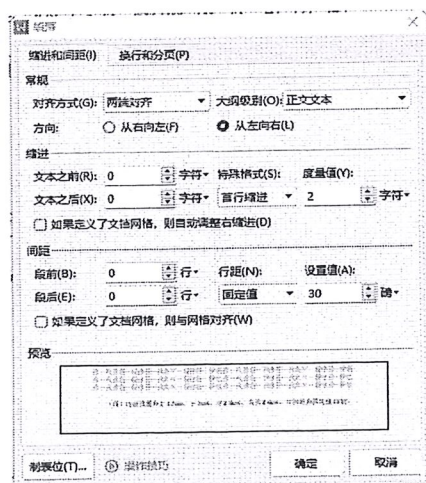 段落
缩进和间距(I) 换行和分页(P)
常规
对齐方式(G): 两端对齐 大纲级别(O): 正文文本
方向: 从右向左(F) 从左向右(L)
缩进
文本之前(R): 0 字符 特殊格式(S): 度量值(Y):
文本之后(X): 0 字符 首行缩进 2 字符
如果定义了文档网格，则自动调整右缩进(D)
间距
段前(B): 0 行 行距(N): 设置值(A):
段后(E): 0 行 固定值 30 磅
如果定义了文档网格，则与网格对齐(W)
预览
制表位(T)... 操作技巧 确定 取消